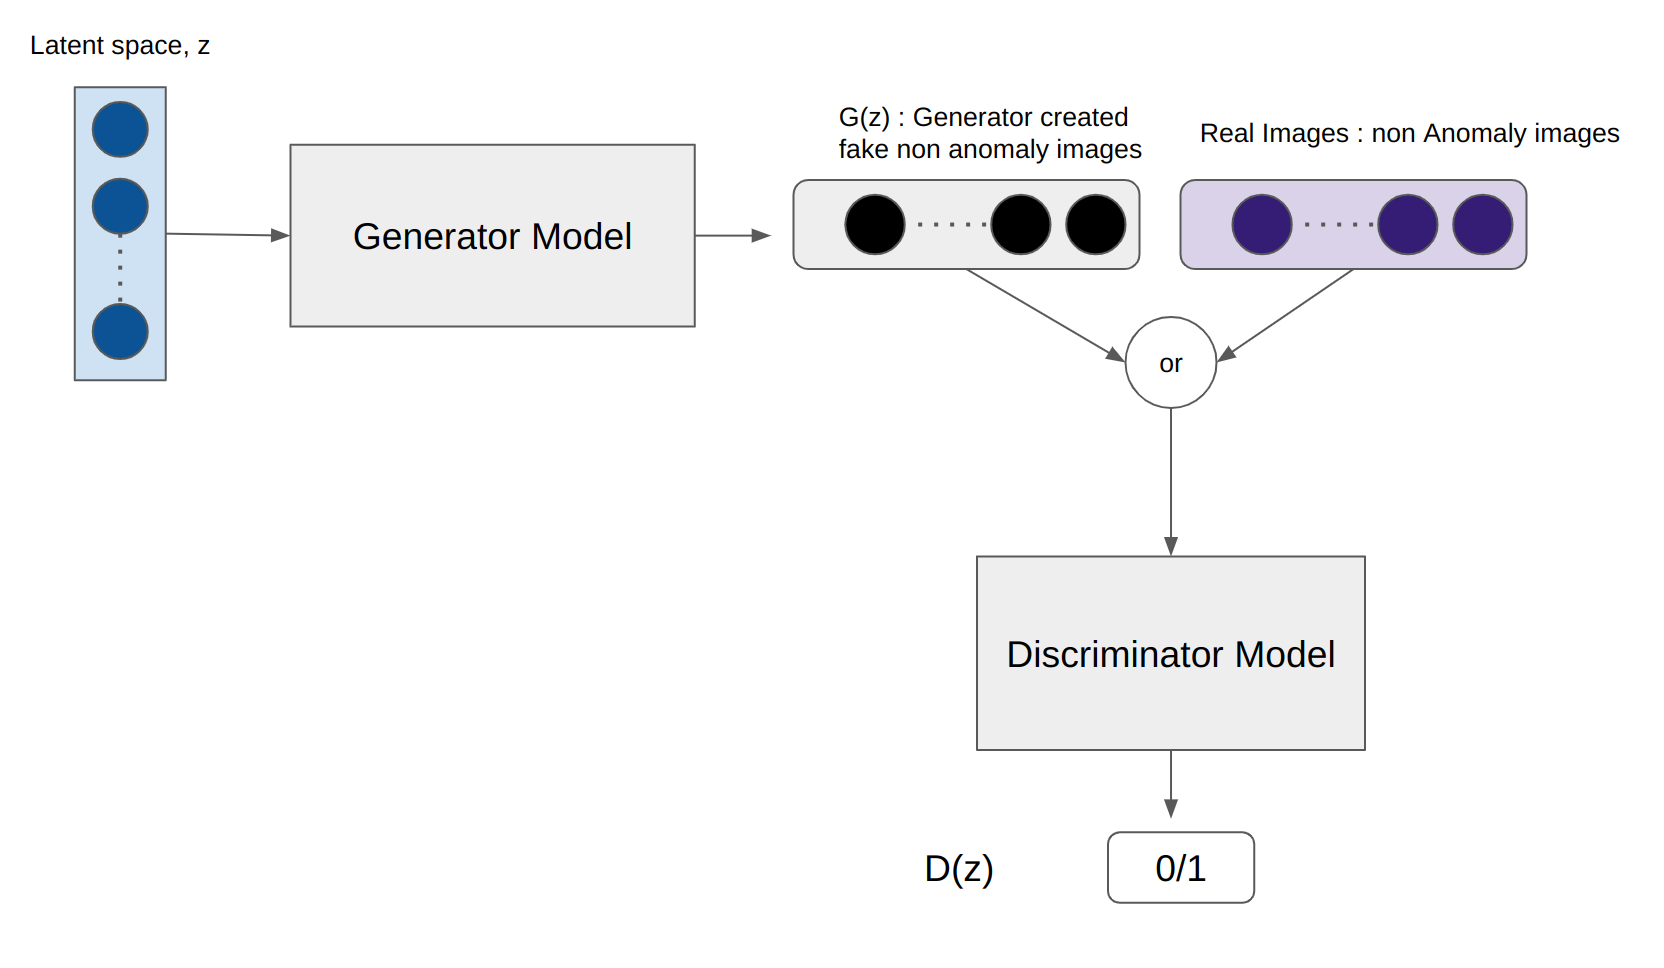 Latent space, z
Generator Model
G(z) : Generator created
fake non anomaly images
Real Images : non Anomaly images
or
Discriminator Model
D(z)
0/1